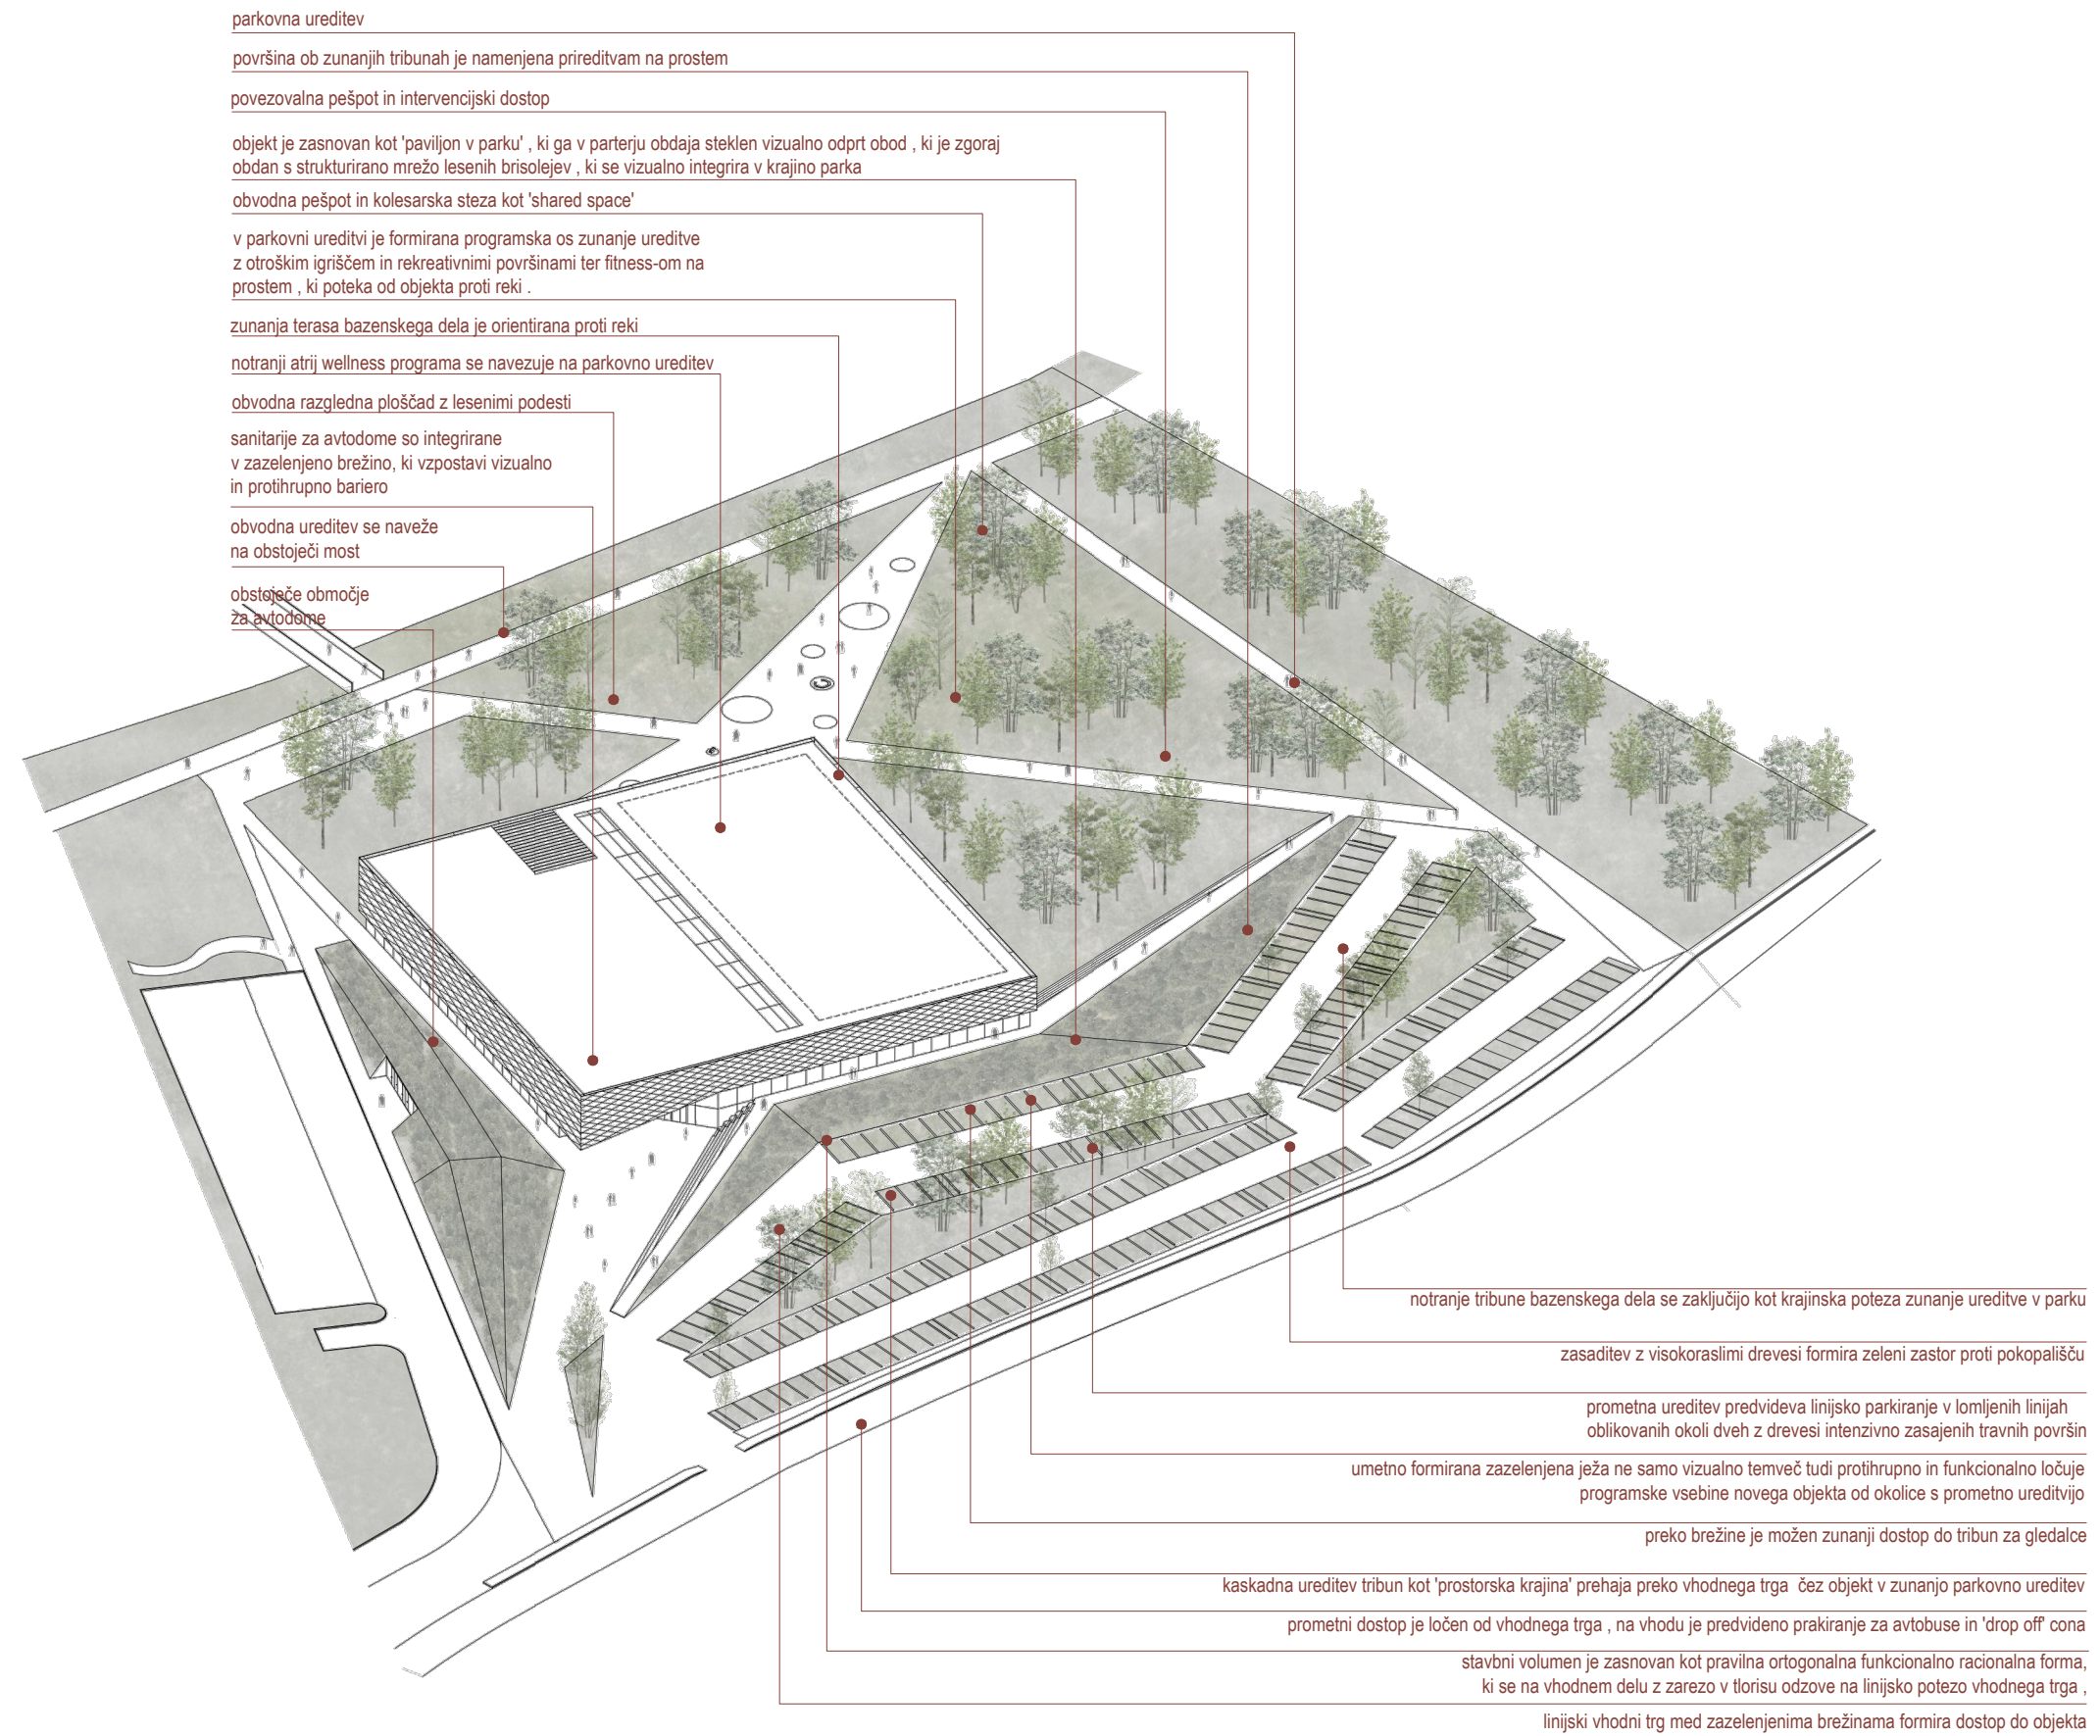 parkovna ureditev
površina ob zunanjih tribunah je namenjena prireditvam na prostem
povezovalna pešpot in intervencijski dostop
objekt je zasnovan kot 'paviljon v parku' , ki ga v parterju obdaja steklen vizualno odprt obod , ki je zgoraj
obdan s strukturirano mrežo lesenih brisolejev , ki se vizualno integrira v krajino parka
obvodna pešpot in kolesarska steza kot 'shared space'
v parkovni ureditvi je formirana programska os zunanje ureditve
z otroškim igriščem in rekreativnimi površinami ter fitness-om na
prostem , ki poteka od objekta proti reki .
zunanja terasa bazenskega dela je orientirana proti reki
notranji atrij wellness programa se navezuje na parkovno ureditev
obvodna razgledna ploščad z lesenimi podesti
sanitarije za avtodome so integrirane
v zazelenjeno brežino, ki vzpostavi vizualno
in protihrupno bariero
obvodna ureditev se naveže
na obstoječi most
obstoječe območje
za avtodome
notranje tribune bazenskega dela se zaključijo kot krajinska poteza zunanje ureditve v parku
zasaditev z visokoraslimi drevesi formira zeleni zastor proti pokopališču
prometna ureditev predvideva linijsko parkiranje v lomljenih linijah
oblikovanih okoli dveh z drevesi intenzivno zasajenih travnih površin
umetno formirana zazelenjena ježa ne samo vizualno temveč tudi protihrupno in funkcionalno ločuje
programske vsebine novega objekta od okolice s prometno ureditvijo
preko brežine je možen zunanji dostop do tribun za gledalce
kaskadna ureditev tribun kot 'prostorska krajina' prehaja preko vhodnega trga čez objekt v zunanjo parkovno ureditev
prometni dostop je ločen od vhodnega trga , na vhodu je predvideno prakiranje za avtobuse in 'drop off' cona
stavbni volumen je zasnovan kot pravilna ortogonalna funkcionalno racionalna forma,
ki se na vhodnem delu z zarezo v tlorisu odzove na linijsko potezo vhodnega trga ,
linijski vhodni trg med zazelenjenima brežinama formira dostop do objekta